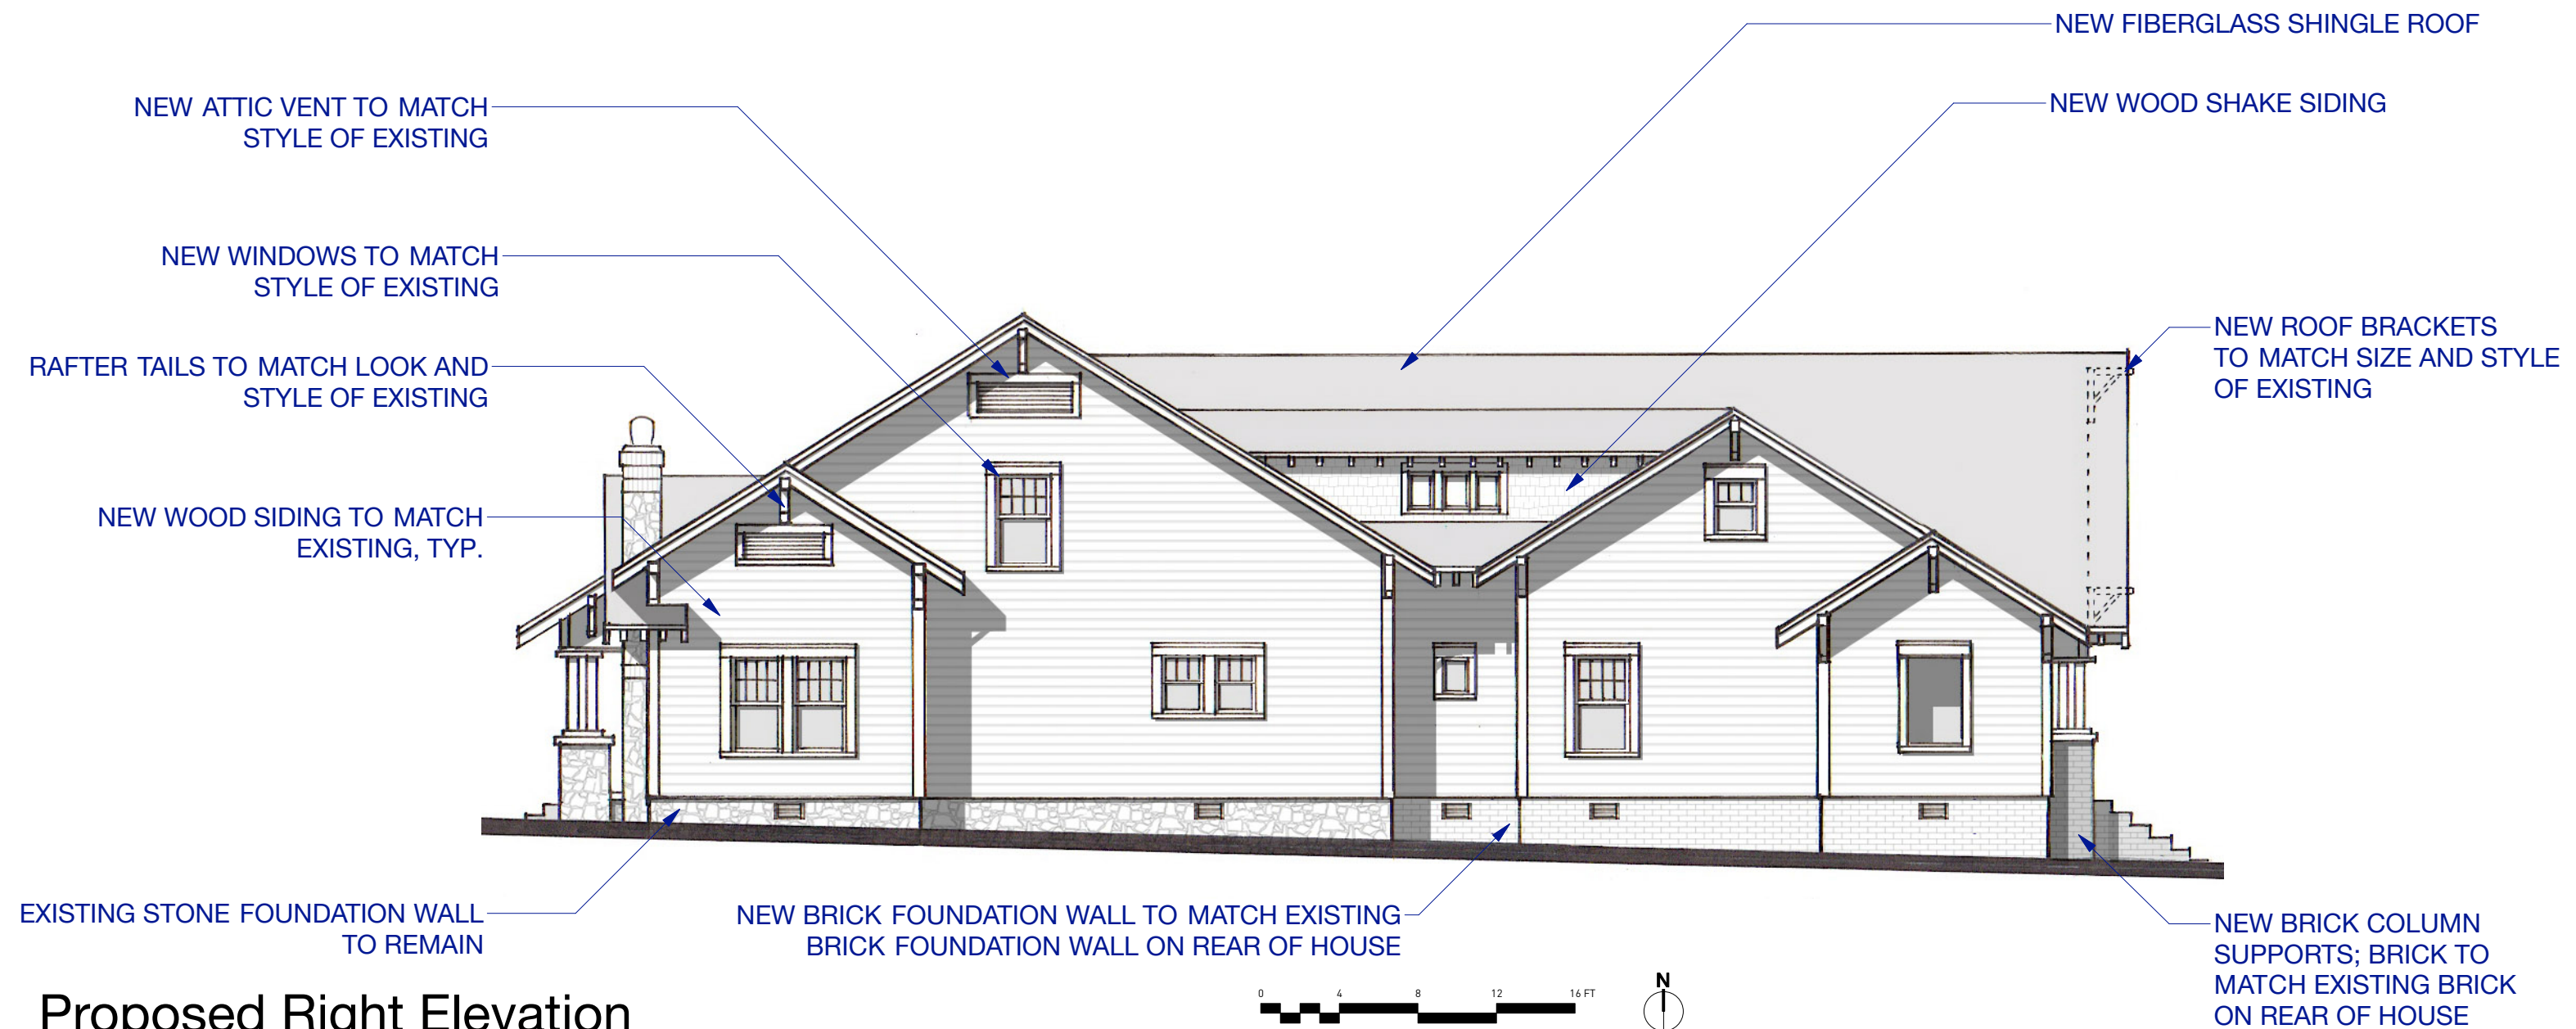 NEW FIBERGLASS SHINGLE ROOF
NEW WOOD SHAKE SIDING
NEW ATTIC VENT TO MATCH
STYLE OF EXISTING
NEW WINDOWS TO MATCH
STYLE OF EXISTING
RAFTER TAILS TO MATCH LOOK AND
STYLE OF EXISTING
NEW WOOD SIDING TO MATCH
EXISTING, TYP.
NEW ROOF BRACKETS
TO MATCH SIZE AND STYLE
OF EXISTING
EXISTING STONE FOUNDATION WALL
TO REMAIN
NEW BRICK FOUNDATION WALL TO MATCH EXISTING
BRICK FOUNDATION WALL ON REAR OF HOUSE
NEW BRICK COLUMN
SUPPORTS; BRICK TO
MATCH EXISTING BRICK
ON REAR OF HOUSE
Proposed Right Elevation
0 4 8 12 16 FT
N